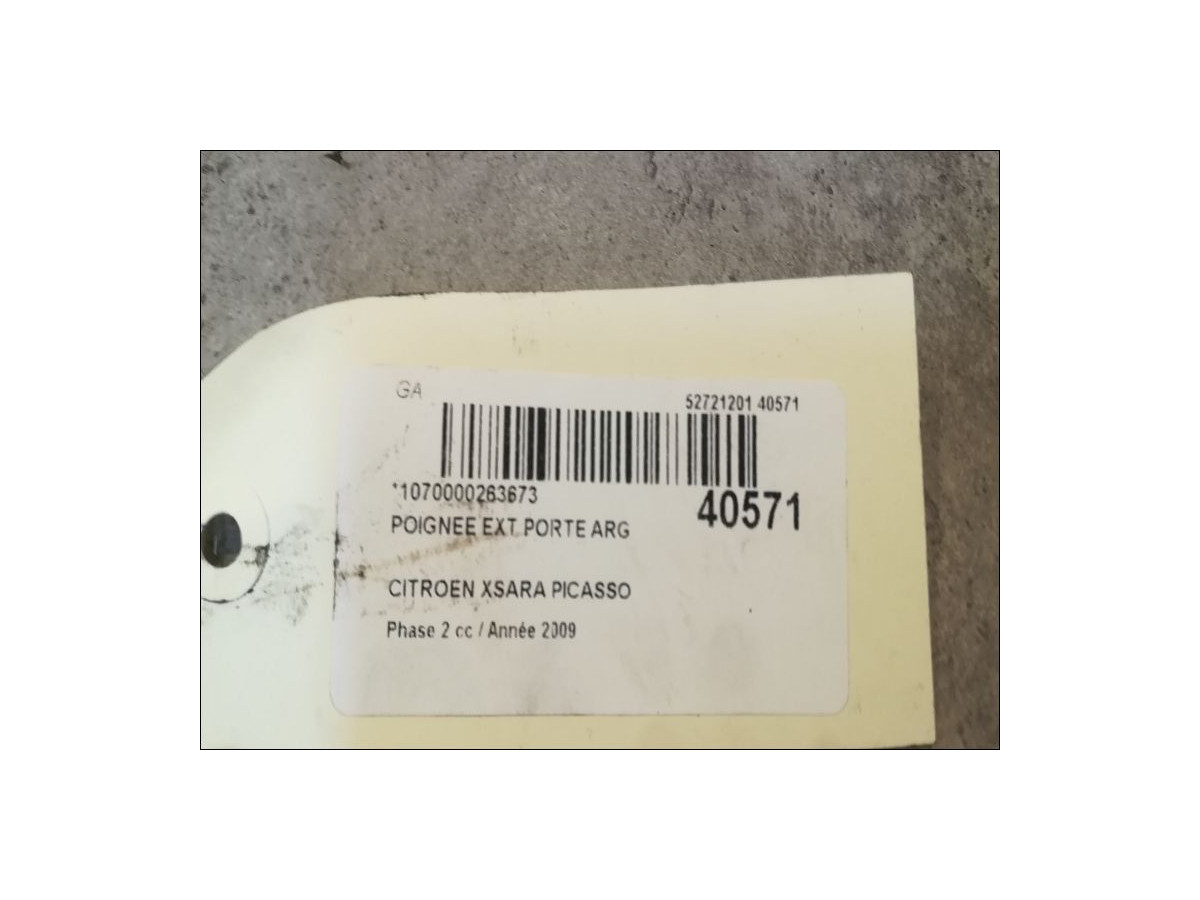 GA
52721201 40571
*1070000263673
40571
POIGNEE EXT. PORTE ARG
CITROEN XSARA PICASSO
Phase 2 cc / Année 2009